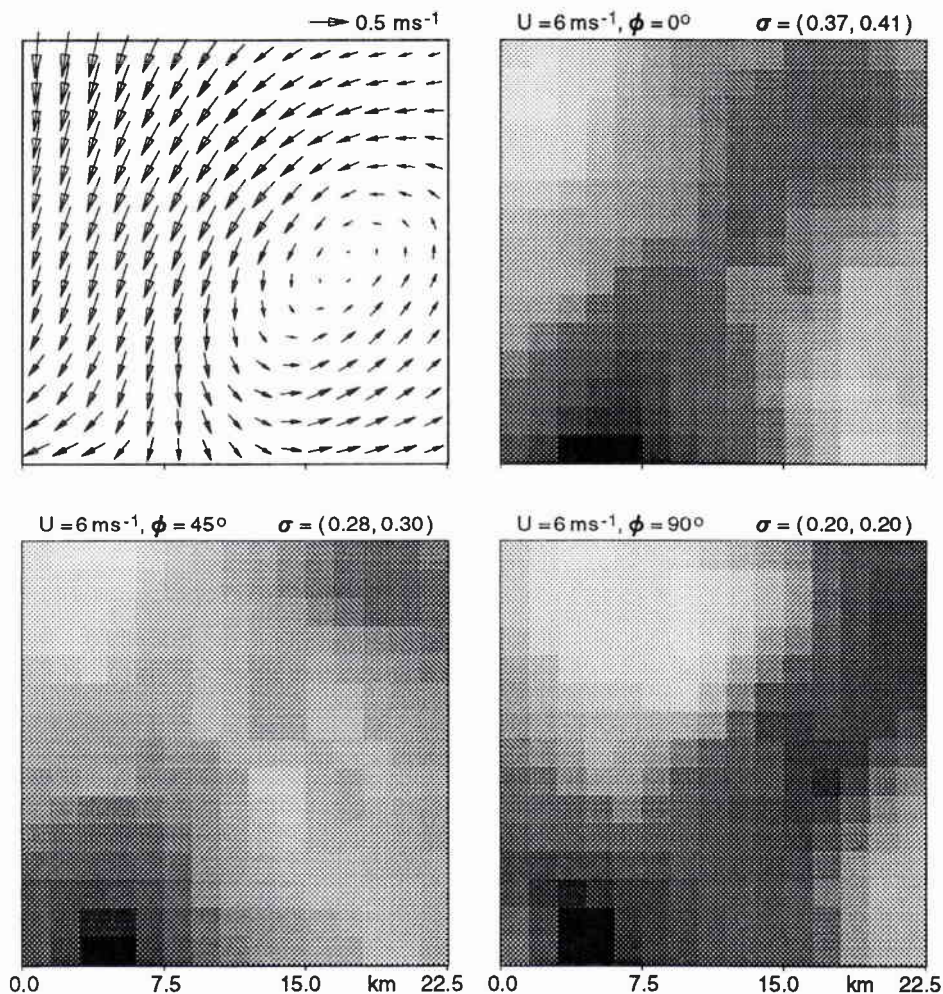 0.5 ms⁻¹
U = 6 ms⁻¹, ϕ = 0° σ = (0.37, 0.41)
U = 6 ms⁻¹, ϕ = 45° σ = (0.28, 0.30)
U = 6 ms⁻¹, ϕ = 90° σ = (0.20, 0.20)
0.0 7.5 15.0 km 22.5
0.0 7.5 15.0 km 22.5